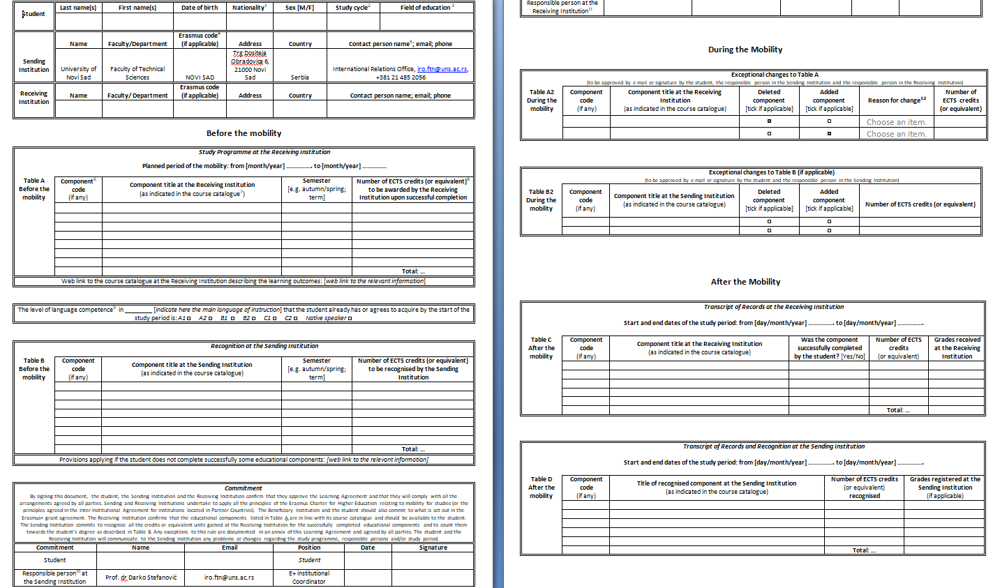 Student
Last name(s) First name(s) Date of birth Nationality1 Sex [M/F] Study cycle2 Field of education 3
Sending Institution
Name Faculty/Department Erasmus code4 (if applicable) Address Country Contact person name5; email; phone
University of Novi Sad Faculty of Technical Sciences NOVI SAD Trg Dositeja Obradovića 6, 21000 Novi Sad Serbia International Relations Office, iro.ftn@uns.ac.rs, +381 21 485 2056
Receiving Institution
Name Faculty/ Department Erasmus code (if applicable) Address Country Contact person name; email; phone
Before the mobility
Study Programme at the Receiving Institution
Planned period of the mobility: from [month/year] ……………. to [month/year] ……………
Table A Before the mobility
Component6 code (if any) Component title at the Receiving Institution (as indicated in the course catalogue7) Semester [e.g. autumn/spring; term] Number of ECTS credits (or equivalent)8 to be awarded by the Receiving Institution upon successful completion
Total: …
Web link to the course catalogue at the Receiving Institution describing the learning outcomes: [web link to the relevant information]
The level of language competence9 in ________ [indicate here the main language of instruction] that the student already has or agrees to acquire by the start of the
study period is: A1 ☐ A2 ☐ B1 ☐ B2 ☐ C1 ☐ C2 ☐ Native speaker ☐
Recognition at the Sending Institution
Table B Before the mobility
Component code (if any) Component title at the Sending Institution (as indicated in the course catalogue) Semester [e.g. autumn/spring; term] Number of ECTS credits (or equivalent) to be recognised by the Sending Institution
Total: …
Provisions applying if the student does not complete successfully some educational components: [web link to the relevant information]
Commitment
By signing this document, the student, the Sending Institution and the Receiving Institution confirm that they approve the Learning Agreement and that they will comply with all the
arrangements agreed by all parties. Sending and Receiving Institutions undertake to apply all the principles of the Erasmus Charter for Higher Education relating to mobility for studies (or the
principles agreed in the Inter Institutional Agreement for institutions located in Partner Countries). The Beneficiary Institution and the student should also commit to what is set out in the
Erasmus+ grant agreement. The Receiving Institution confirms that the educational components listed in Table A are in line with its course catalogue and should be available to the student.
The Sending Institution commits to recognise all the credits or equivalent units gained at the Receiving Institution for the successfully completed educational components and to count them
towards the student's degree as described in Table B. Any exceptions to this rule are documented in an annex of this Learning Agreement and agreed by all parties. The student and the
Receiving Institution will communicate to the Sending Institution any problems or changes regarding the study programme, responsible persons and/or study period.
Commitment Name Email Position Date Signature
Student Student
Responsible person10 at the Sending Institution Prof. dr Darko Stefanović iro.ftn@uns.ac.rs E+ institutional Coordinator
Responsible person at the Receiving Institution11
During the Mobility
Exceptional changes to Table A
(to be approved by e mail or signature by the student, the responsible person in the Sending Institution and the responsible person in the Receiving Institution)
Table A2 During the mobility
Component code (if any) Component title at the Receiving Institution (as indicated in the course catalogue) Deleted component [tick if applicable] Added component [tick if applicable] Reason for change12 Number of ECTS credits (or equivalent)
☒ ☐ Choose an item.
☐ ☒ Choose an item.
Exceptional changes to Table B (if applicable)
(to be approved by e mail or signature by the student and the responsible person in the Sending Institution)
Table B2 During the mobility
Component code (if any) Component title at the Sending Institution (as indicated in the course catalogue) Deleted component [tick if applicable] Added component [tick if applicable] Number of ECTS credits (or equivalent)
☐ ☐
☐ ☐
After the Mobility
Transcript of Records at the Receiving Institution
Start and end dates of the study period: from [day/month/year] ……………. to [day/month/year] …………….
Table C After the mobility
Component code (if any) Component title at the Receiving Institution (as indicated in the course catalogue) Was the component successfully completed by the student? [Yes/No] Number of ECTS credits (or equivalent) Grades received at the Receiving Institution
Total: …
Transcript of Records and Recognition at the Sending Institution
Start and end dates of the study period: from [day/month/year] ……………. to [day/month/year] …………….
Table D After the mobility
Component code (if any) Title of recognised component at the Sending Institution (as indicated in the course catalogue) Number of ECTS credits (or equivalent) recognised Grades registered at the Sending Institution (if applicable)
Total: …